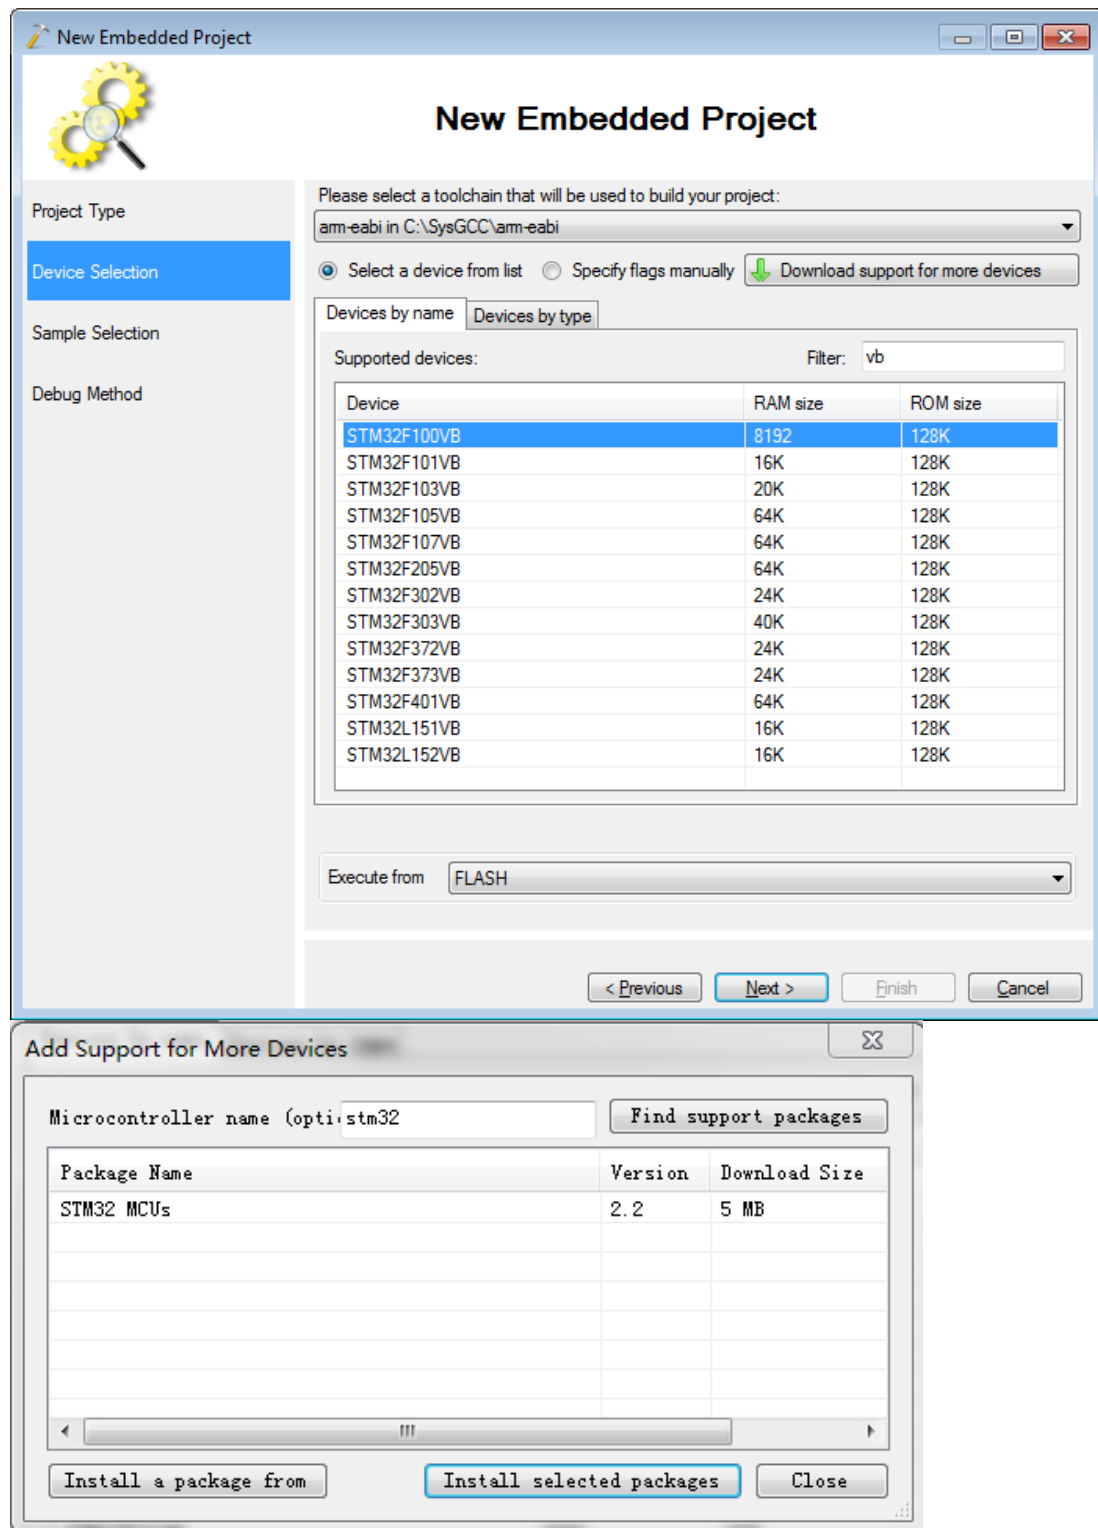 New Embedded Project
New Embedded Project
Project Type
Device Selection
Sample Selection
Debug Method
Please select a toolchain that will be used to build your project:
arm-eabi in C:\SysGCC\arm-eabi
Select a device from list Specify flags manually Download support for more devices
Devices by name Devices by type
Supported devices: Filter: vb
Device RAM size ROM size
STM32F100VB 8192 128K
STM32F101VB 16K 128K
STM32F103VB 20K 128K
STM32F105VB 64K 128K
STM32F107VB 64K 128K
STM32F205VB 64K 128K
STM32F302VB 24K 128K
STM32F303VB 40K 128K
STM32F372VB 24K 128K
STM32F373VB 24K 128K
STM32F401VB 64K 128K
STM32L151VB 16K 128K
STM32L152VB 16K 128K
Execute from FLASH
< Previous Next > Finish Cancel
Add Support for More Devices
Microcontroller name (opti stm32 Find support packages
Package Name Version Download Size
STM32 MCUs 2.2 5 MB
Install a package from Install selected packages Close